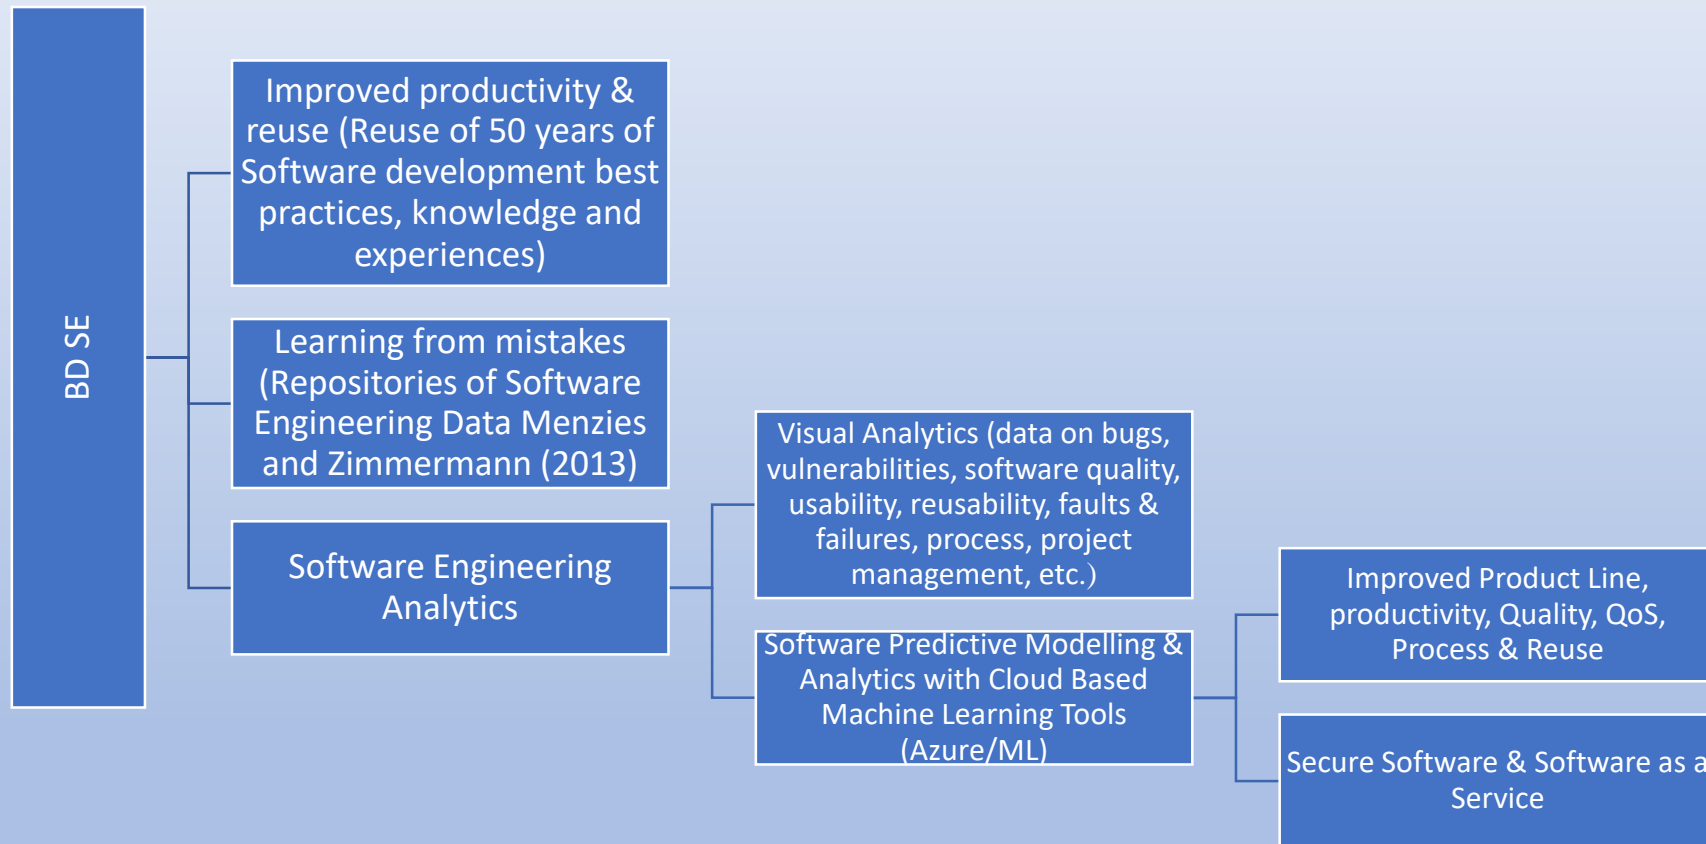 BD SE
Improved productivity &
reuse (Reuse of 50 years of
Software development best
practices, knowledge and
experiences)
Learning from mistakes
(Repositories of Software
Engineering Data Menzies
and Zimmermann (2013)
Software Engineering
Analytics
Visual Analytics (data on bugs,
vulnerabilities, software quality,
usability, reusability, faults &
failures, process, project
management, etc.)
Software Predictive Modelling &
Analytics with Cloud Based
Machine Learning Tools
(Azure/ML)
Improved Product Line,
productivity, Quality, QoS,
Process & Reuse
Secure Software & Software as a
Service